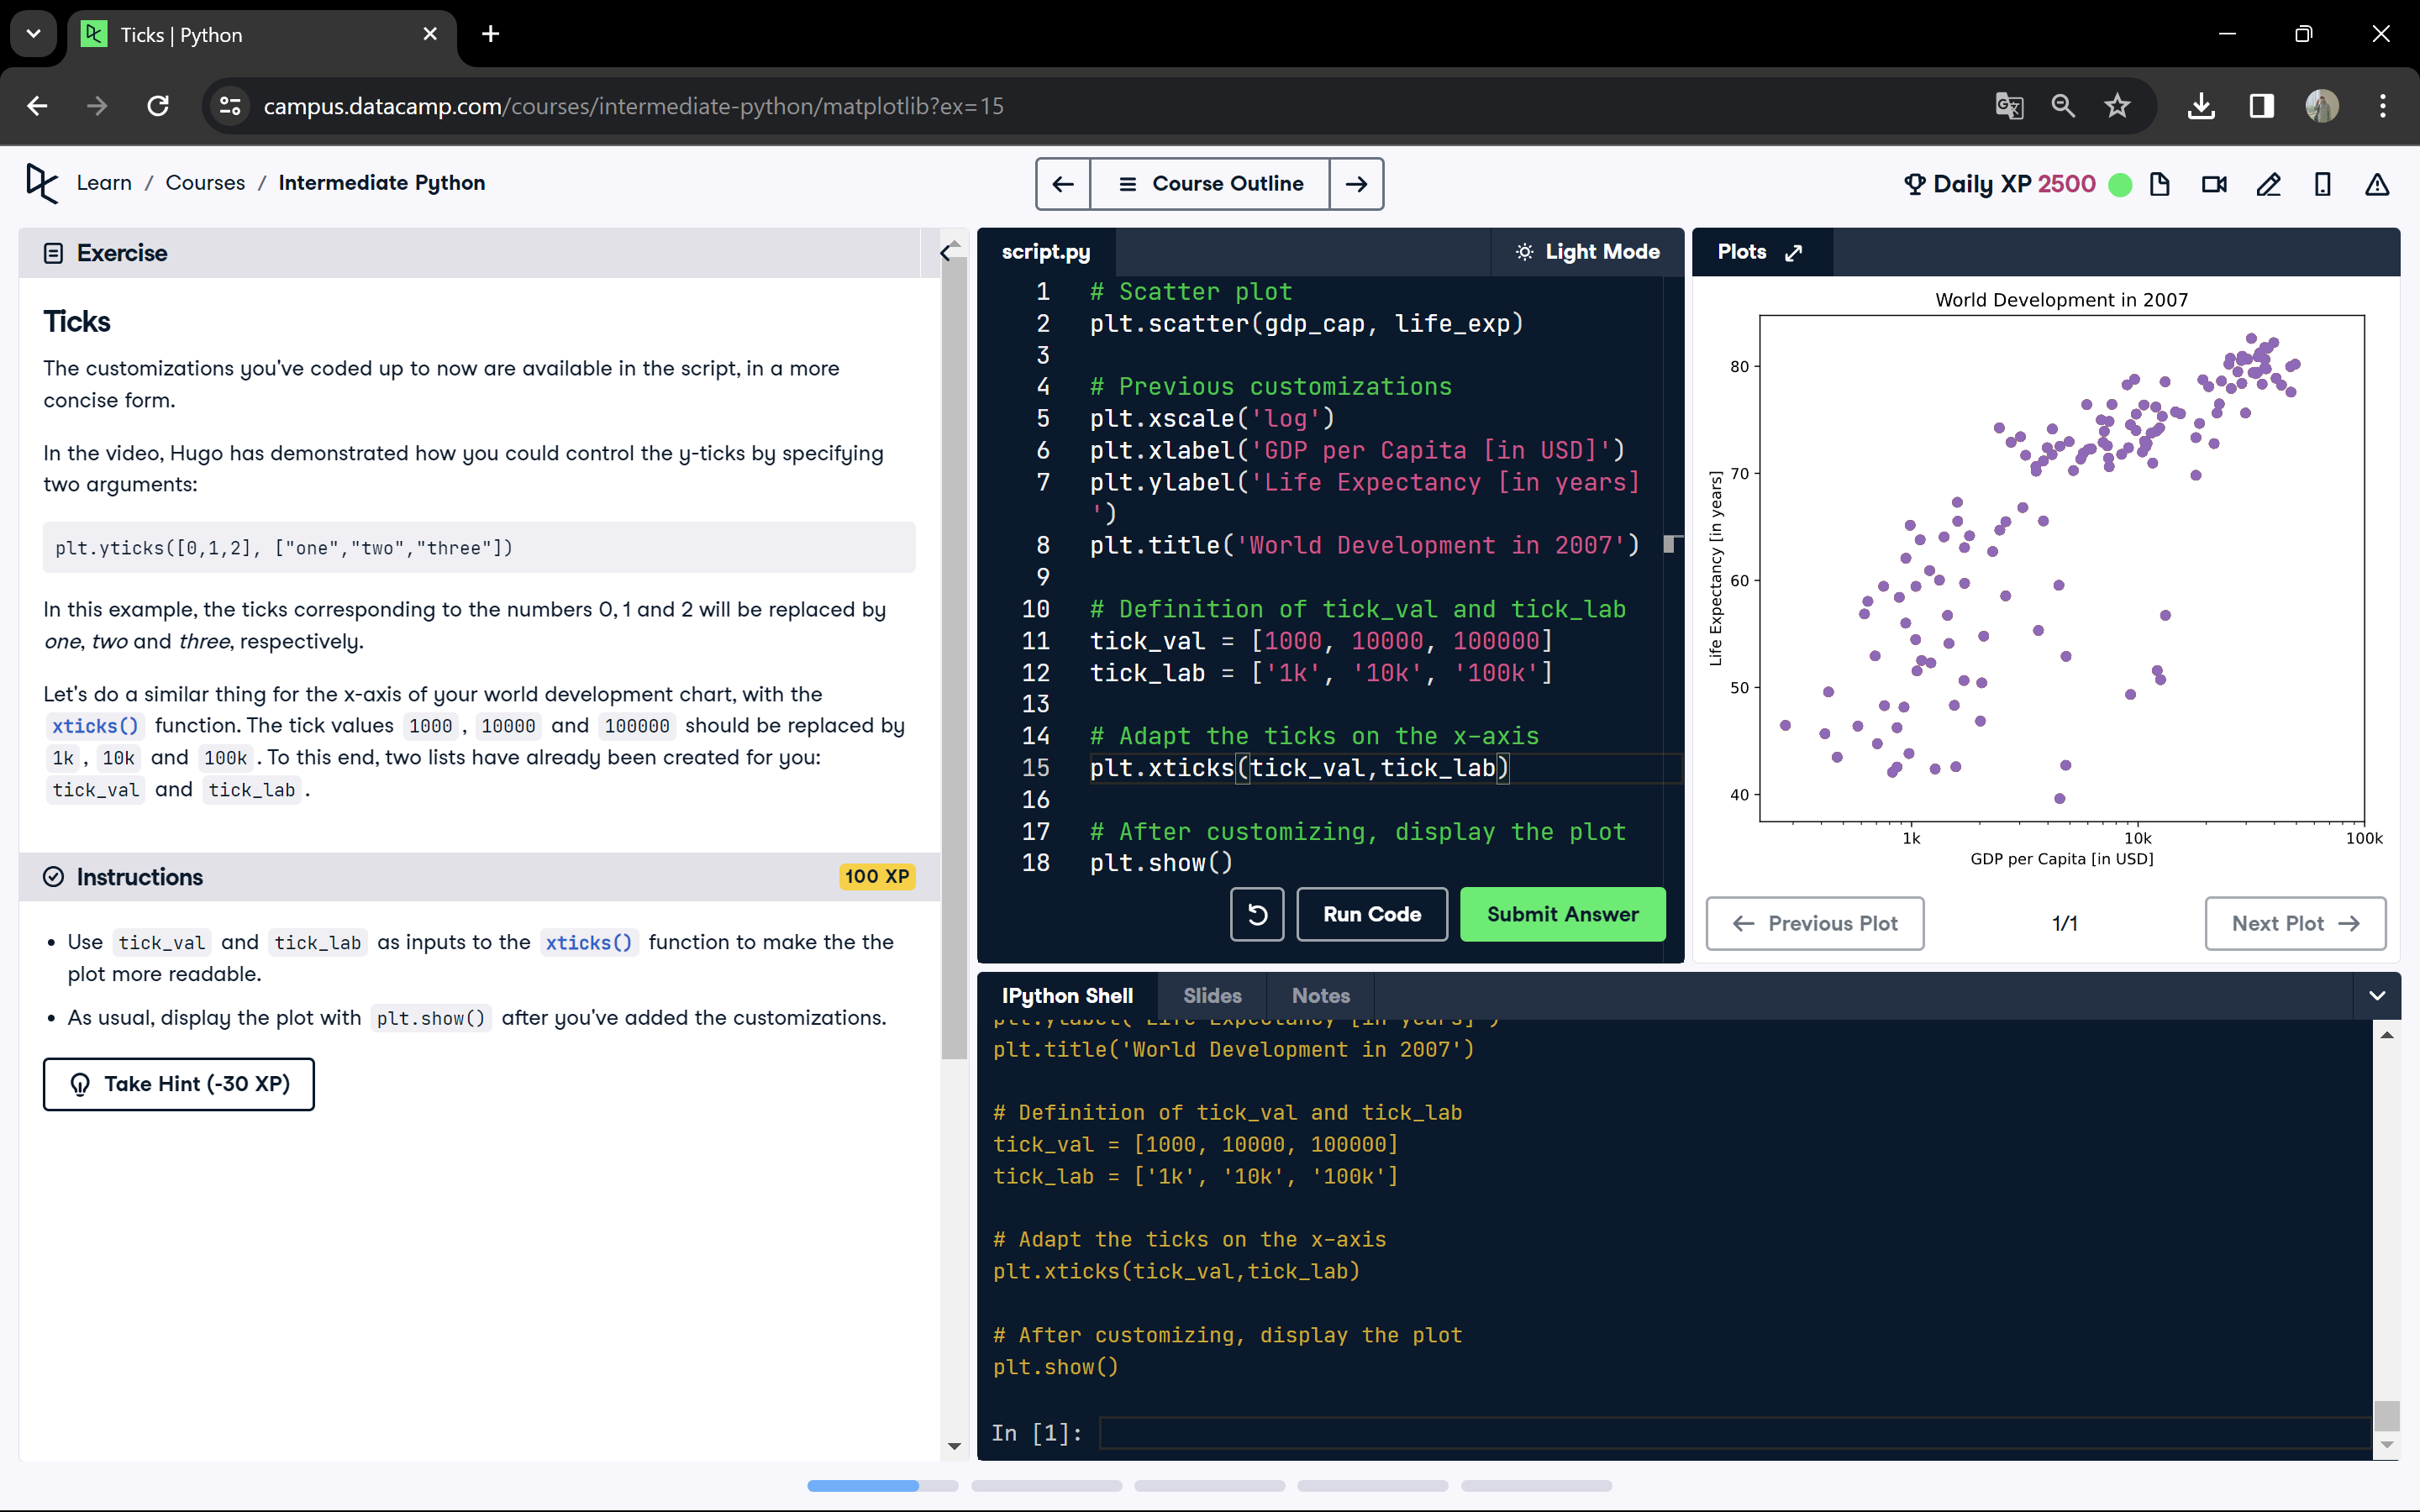 Ticks | Python
campus.datacamp.com/courses/intermediate-python/matplotlib?ex=15
Learn / Courses / Intermediate Python
Course Outline
Daily XP 2500
Exercise
Ticks
The customizations you've coded up to now are available in the script, in a more
concise form.
In the video, Hugo has demonstrated how you could control the y-ticks by specifying
two arguments:
plt.yticks([0,1,2], ["one","two","three"])
In this example, the ticks corresponding to the numbers 0, 1 and 2 will be replaced by
one, two and three, respectively.
Let's do a similar thing for the x-axis of your world development chart, with the
xticks() function. The tick values 1000, 10000 and 100000 should be replaced by
1k, 10k and 100k. To this end, two lists have already been created for you:
tick_val and tick_lab.
Instructions
100 XP
• Use tick_val and tick_lab as inputs to the xticks() function to make the the
plot more readable.
• As usual, display the plot with plt.show() after you've added the customizations.
Take Hint (-30 XP)
script.py
Light Mode
1 # Scatter plot
2 plt.scatter(gdp_cap, life_exp)
3
4 # Previous customizations
5 plt.xscale('log')
6 plt.xlabel('GDP per Capita [in USD]')
7 plt.ylabel('Life Expectancy [in years]
')
8 plt.title('World Development in 2007')
9
10 # Definition of tick_val and tick_lab
11 tick_val = [1000, 10000, 100000]
12 tick_lab = ['1k', '10k', '100k']
13
14 # Adapt the ticks on the x-axis
15 plt.xticks(tick_val,tick_lab)
16
17 # After customizing, display the plot
18 plt.show()
Run Code
Submit Answer
Plots
World Development in 2007
80
70
60
50
40
Life Expectancy [in years]
1k 10k 100k
GDP per Capita [in USD]
Previous Plot
1/1
Next Plot
IPython Shell
Slides
Notes
plt.ylabel('Life Expectancy [in years]')
plt.title('World Development in 2007')
# Definition of tick_val and tick_lab
tick_val = [1000, 10000, 100000]
tick_lab = ['1k', '10k', '100k']
# Adapt the ticks on the x-axis
plt.xticks(tick_val,tick_lab)
# After customizing, display the plot
plt.show()
In [1]: